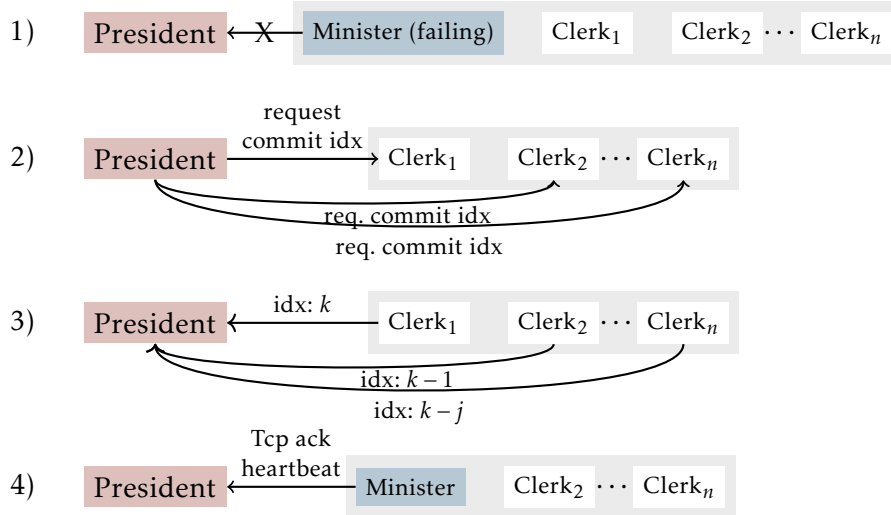 1) President X Minister (failing) Clerk₁ Clerk₂ ··· Clerkₙ
request
commit idx
2) President Clerk₁ Clerk₂ ··· Clerkₙ
req. commit idx
req. commit idx
idx: k
3) President Clerk₁ Clerk₂ ··· Clerkₙ
idx: k − 1
idx: k − j
Tcp ack
heartbeat
4) President Minister Clerk₂ ··· Clerkₙ